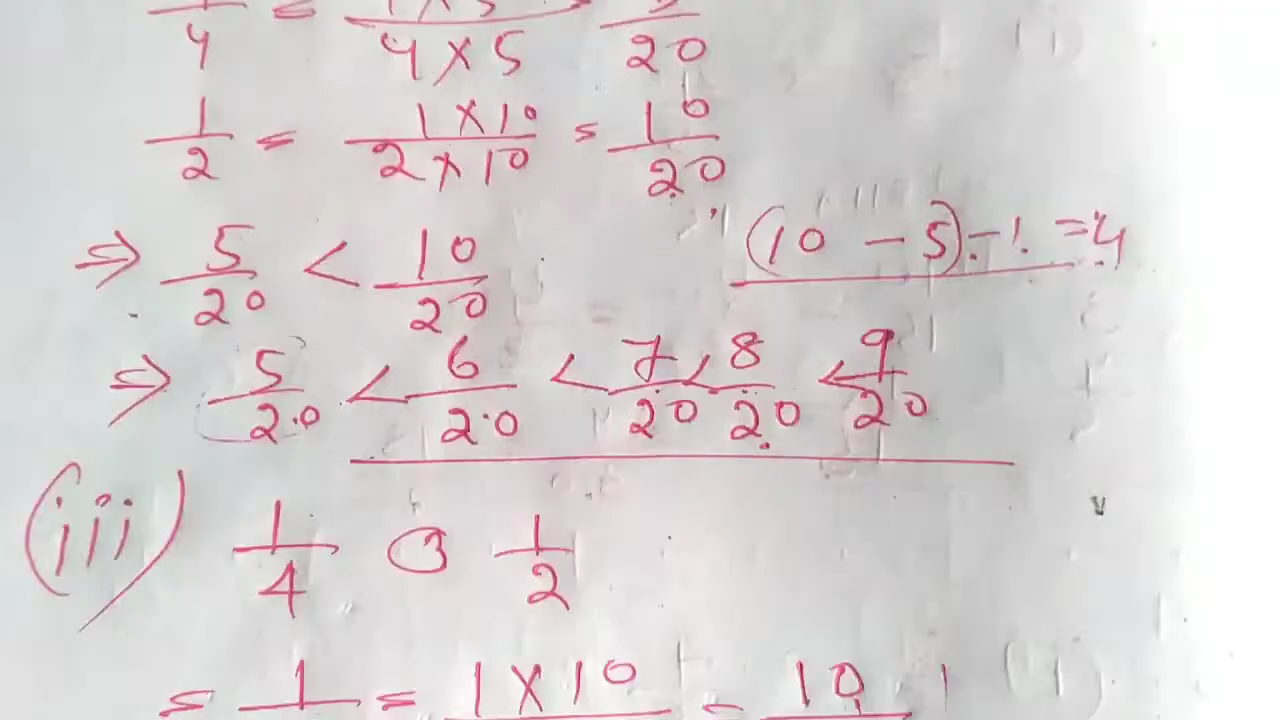 1/4 = 1×5/4×5 = 5/20
1/2 = 1×10/2×10 = 10/20
(10 - 5) - 1 = 4
⇒ 5/20 < 10/20
⇒ 5/20 < 6/20 < 7/20 < 8/20 < 9/20
(iii) 1/4 3 1/2
= 1 = 1×10 = 10